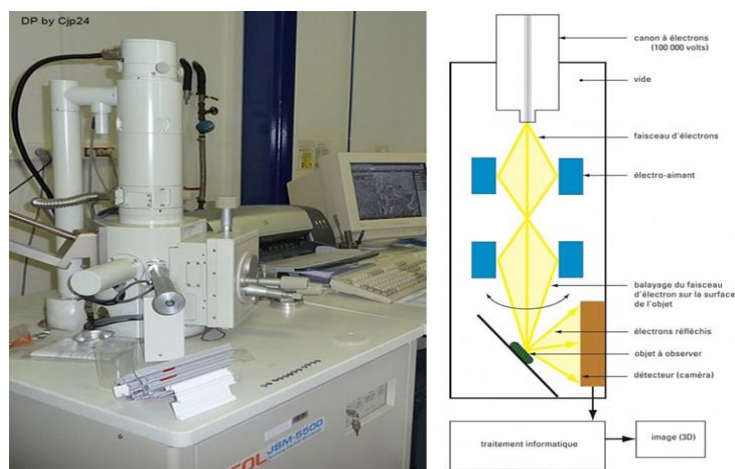 DP by Cjp24
JSM-5500
canon à électrons
(100 000 volts)
vide
faisceau d'électrons
électro-aimant
balayage du faisceau
d'électron sur la surface
de l'objet
électrons réfléchis
objet à observer
détecteur (caméra)
traitement informatique
image (3D)